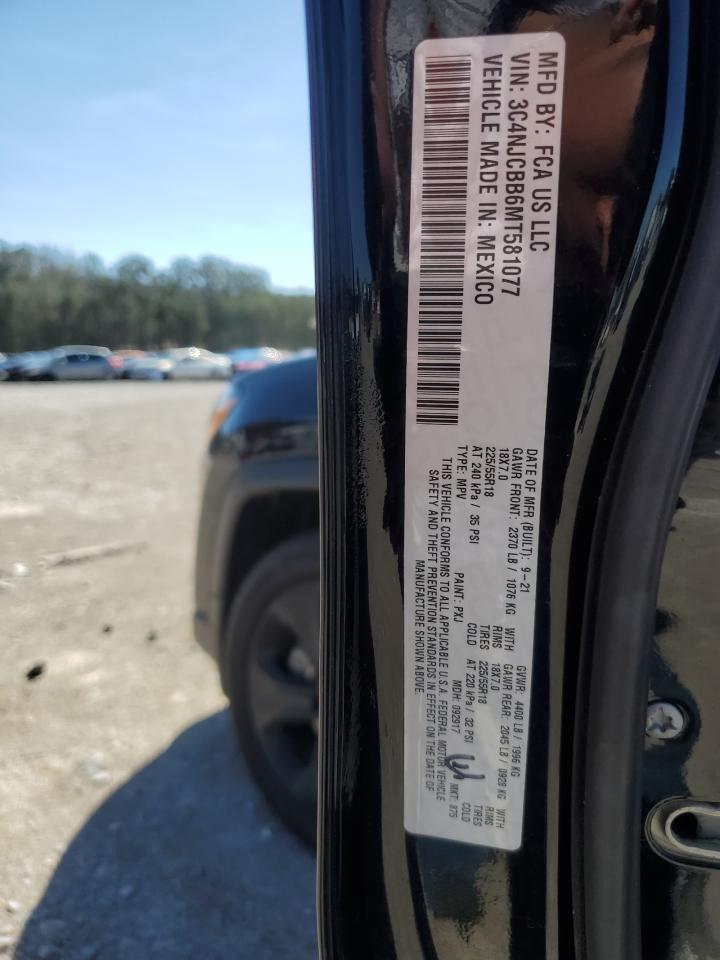 MFD BY: FCA US LLC
VIN: 3C4NJCBB6MT581077
VEHICLE MADE IN: MEXICO
DATE OF MFR (BUILT): 9-21 GVWR: 4400 LB / 1996 KG
GAWR FRONT: 2370 LB / 1076 KG WITH GAWR REAR: 2045 LB / 0928 KG WITH
18X7.0 RIMS 18X7.0 RIMS
225/55R18 TIRES 225/55R18 TIRES
AT 240 kPa / 35 PSI COLD AT 220 kPa / 32 PSI COLD
TYPE: MPV PAINT: PXJ MDH: 092917 MKT: 875
THIS VEHICLE CONFORMS TO ALL APPLICABLE U.S.A. FEDERAL MOTOR VEHICLE
SAFETY AND THEFT PREVENTION STANDARDS IN EFFECT ON THE DATE OF
MANUFACTURE SHOWN ABOVE.